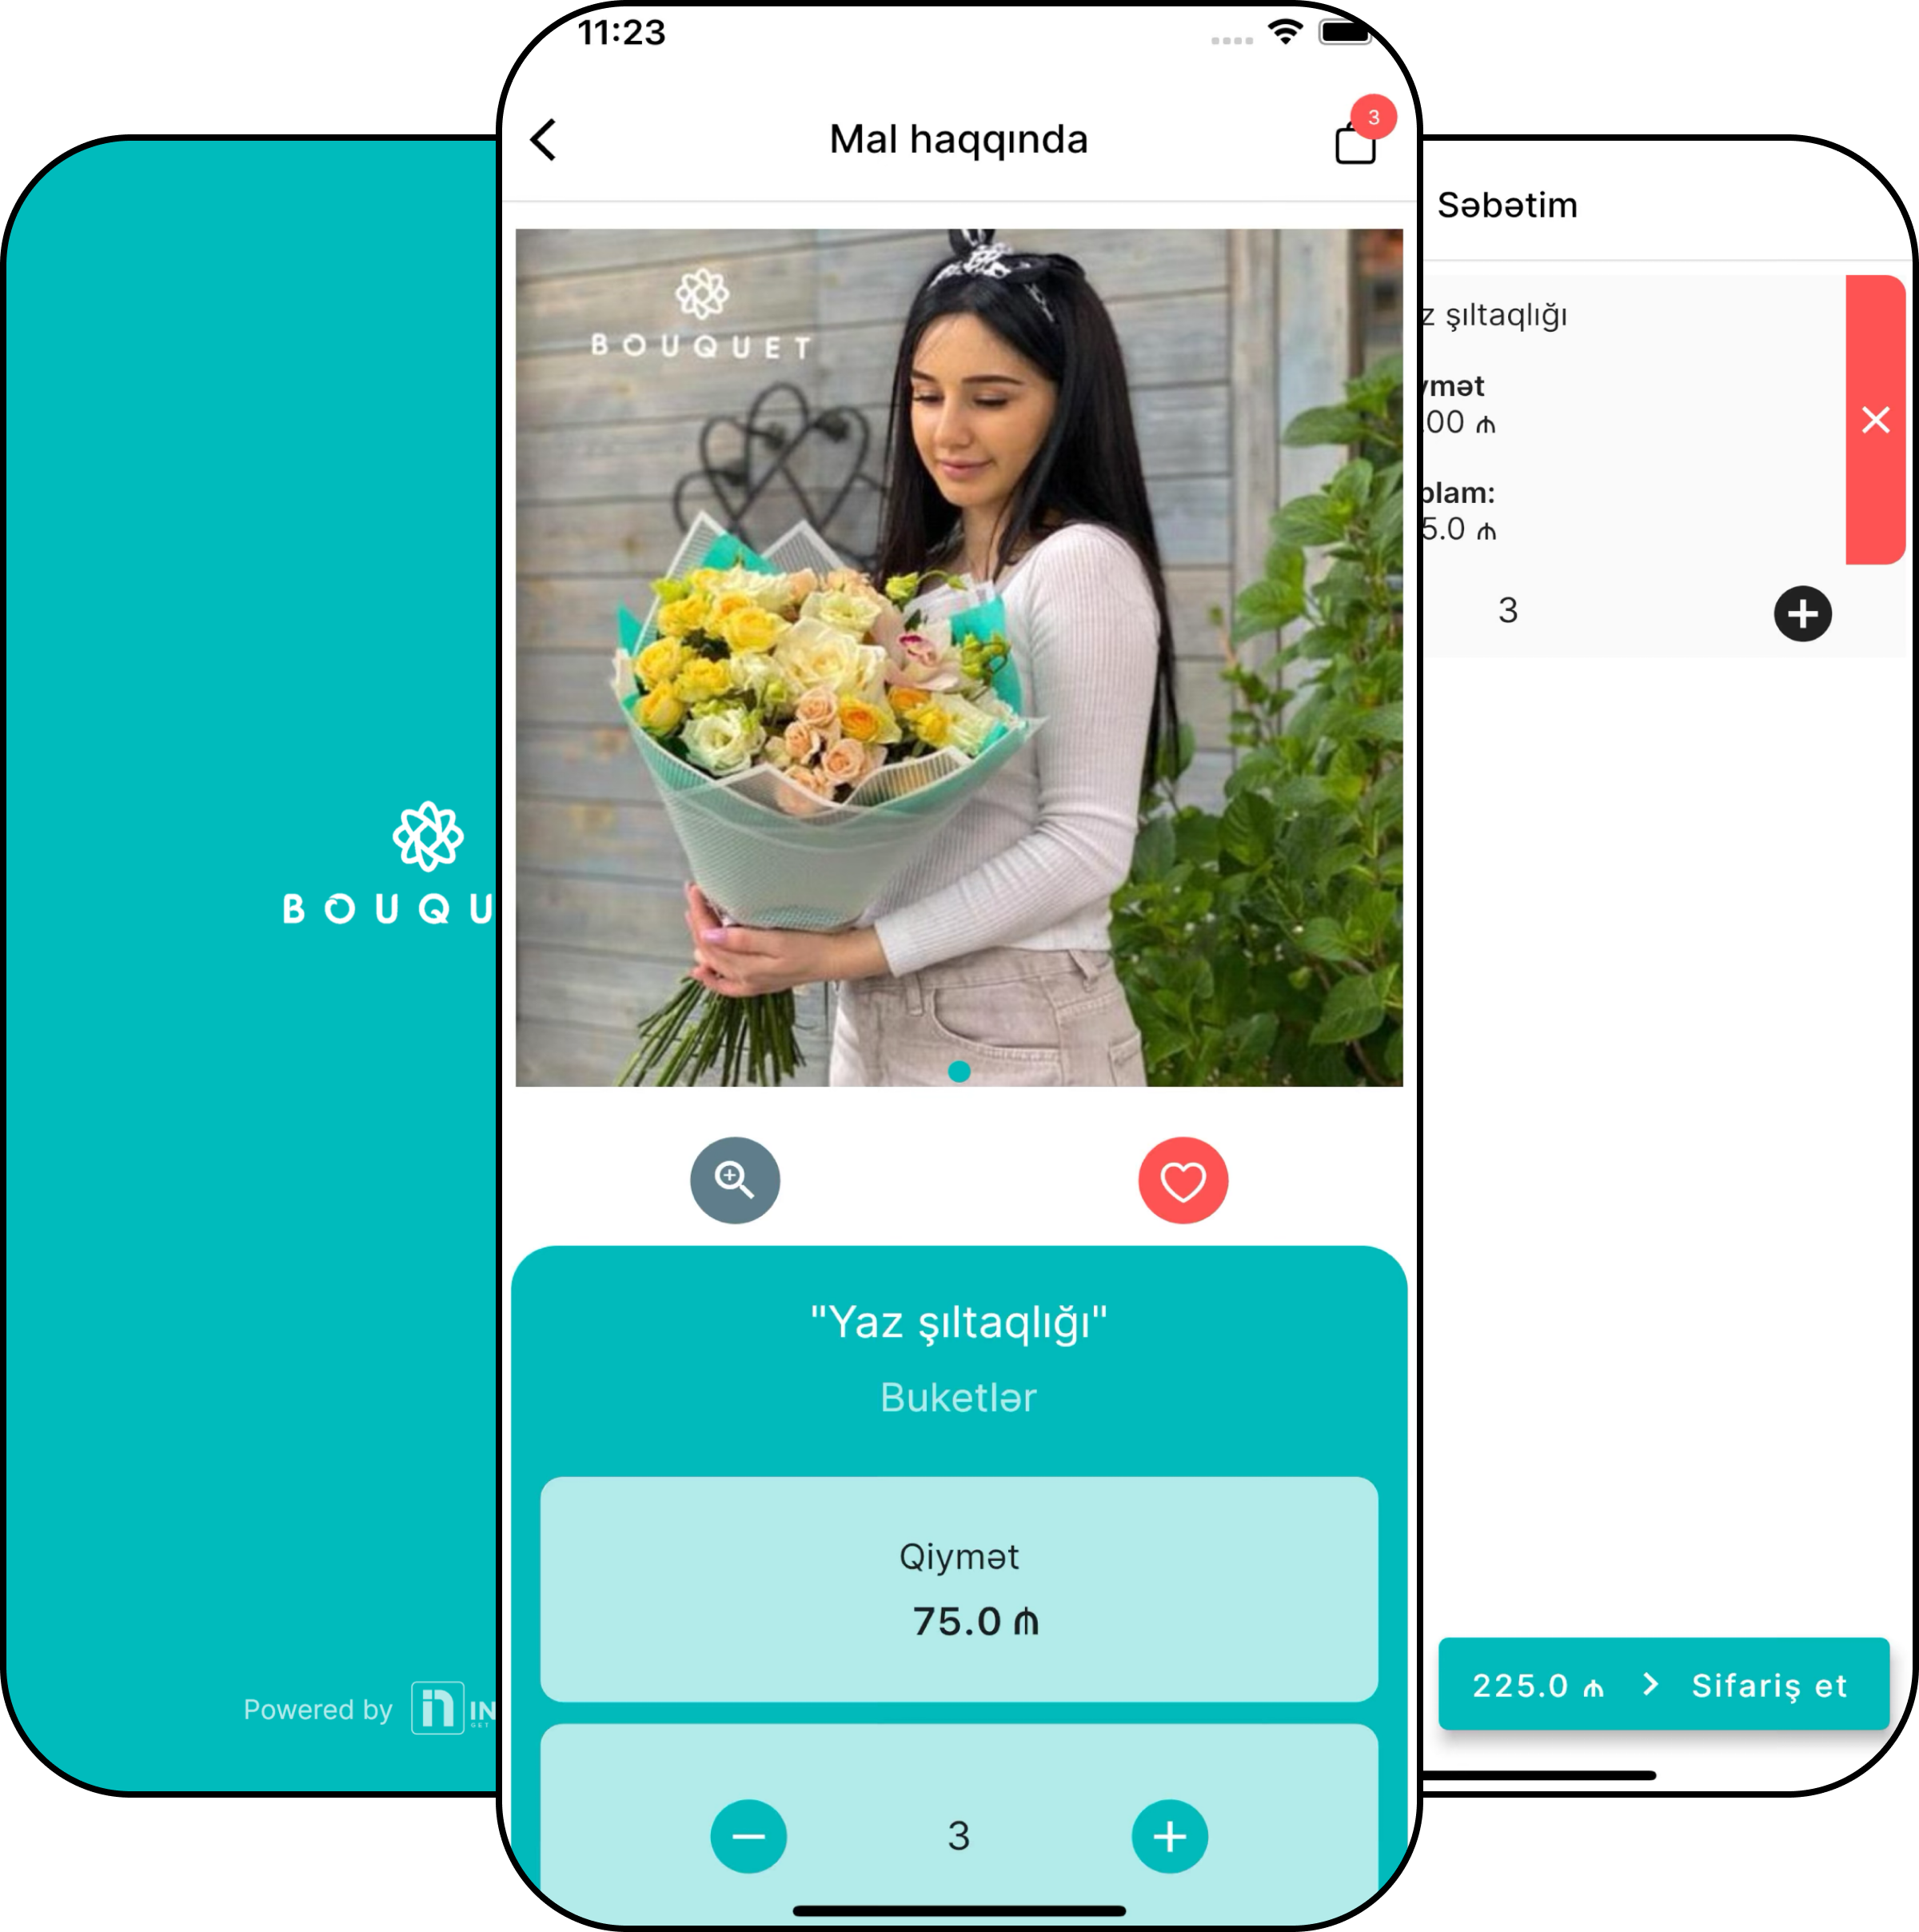 BOUQU
Powered by
IN
11:23
Mal haqqında
3
BOUQUET
"Yaz şıltaqlığı"
Buketlər
Qiymət
75.0 ₼
3
Səbətim
z şıltaqlığı
ymət
.00 ₼
plam:
5.0 ₼
3
225.0 ₼ > Sifariş et